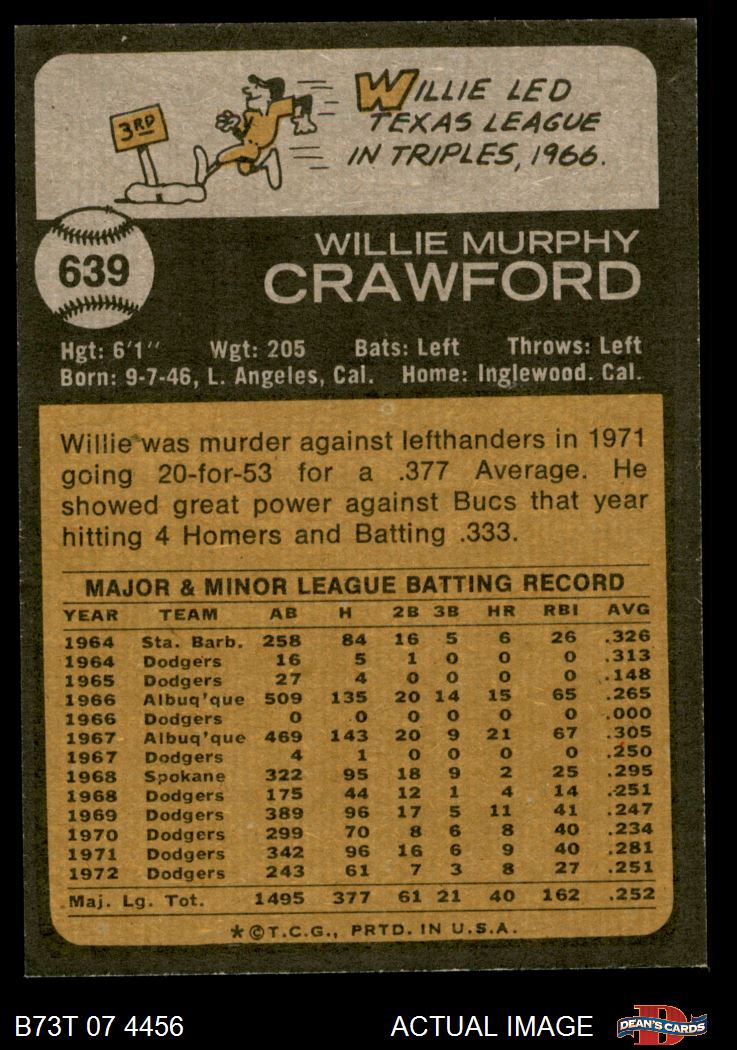 3RD
WILLIE LED
TEXAS LEAGUE
IN TRIPLES, 1966.
639
WILLIE MURPHY
CRAWFORD
Hgt: 6'1'' Wgt: 205 Bats: Left Throws: Left
Born: 9-7-46, L. Angeles, Cal. Home: Inglewood. Cal.
Willie was murder against lefthanders in 1971
going 20-for-53 for a .377 Average. He
showed great power against Bucs that year
hitting 4 Homers and Batting .333.
MAJOR & MINOR LEAGUE BATTING RECORD
YEAR TEAM AB H 2B 3B HR RBI AVG
1964 Sta. Barb. 258 84 16 5 6 26 .326
1964 Dodgers 16 5 1 0 0 0 .313
1965 Dodgers 27 4 0 0 0 0 .148
1966 Albuq'que 509 135 20 14 15 65 .265
1966 Dodgers 0 0 0 0 0 0 .000
1967 Albuq'que 469 143 20 9 21 67 .305
1967 Dodgers 4 1 0 0 0 0 .250
1968 Spokane 322 95 18 9 2 25 .295
1968 Dodgers 175 44 12 1 4 14 .251
1969 Dodgers 389 96 17 5 11 41 .247
1970 Dodgers 299 70 8 6 8 40 .234
1971 Dodgers 342 96 16 6 9 40 .281
1972 Dodgers 243 61 7 3 8 27 .251
Maj. Lg. Tot. 1495 377 61 21 40 162 .252
*©T.C.G., PRTD. IN U.S.A.
B73T 07 4456 ACTUAL IMAGE D DEAN'S CARDS